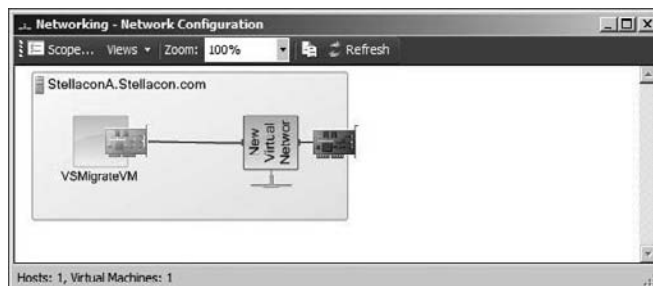 Networking - Network Configuration
Scope... Views Zoom: 100% Refresh
StellaconA.Stellacon.com
New
Virtual
Networ
VSMigrateVM
Hosts: 1, Virtual Machines: 1